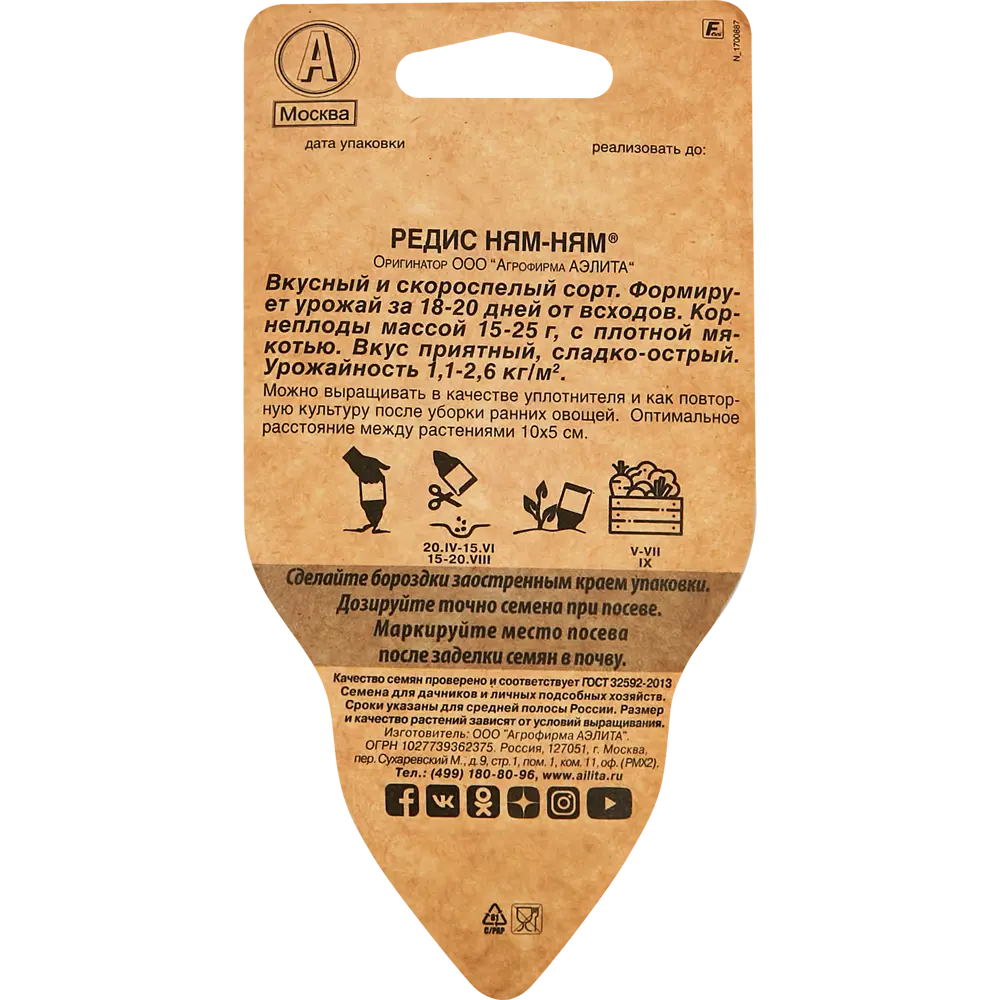 А
Москва
F
N_1700887
дата упаковки
реализовать до:
РЕДИС НЯМ-НЯМ®
Оригинатор ООО "Агрофирма АЭЛИТА"
Вкусный и скороспелый сорт. Формиру-
ет урожай за 18-20 дней от всходов. Кор-
неплоды массой 15-25 г, с плотной мя-
котью. Вкус приятный, сладко-острый.
Урожайность 1,1-2,6 кг/м².
Можно выращивать в качестве уплотнителя и как повтор-
ную культуру после уборки ранних овощей. Оптимальное
расстояние между растениями 10х5 см.
20.IV-15.VI
15-20.VIII
V-VII
IX
Сделайте бороздки заостренным краем упаковки.
Дозируйте точно семена при посеве.
Маркируйте место посева
после заделки семян в почву.
Качество семян проверено и соответствует ГОСТ 32592-2013
Семена для дачников и личных подсобных хозяйств.
Сроки указаны для средней полосы России. Размер
и качество растений зависят от условий выращивания.
Изготовитель: ООО "Агрофирма АЭЛИТА".
ОГРН 1027739362375. Россия, 127051, г. Москва,
пер. Сухаревский М., д.9, стр.1, пом. 1, ком. 11, оф. (РМХ2).
Тел.: (499) 180-80-96, www.ailita.ru
81
C/PAP